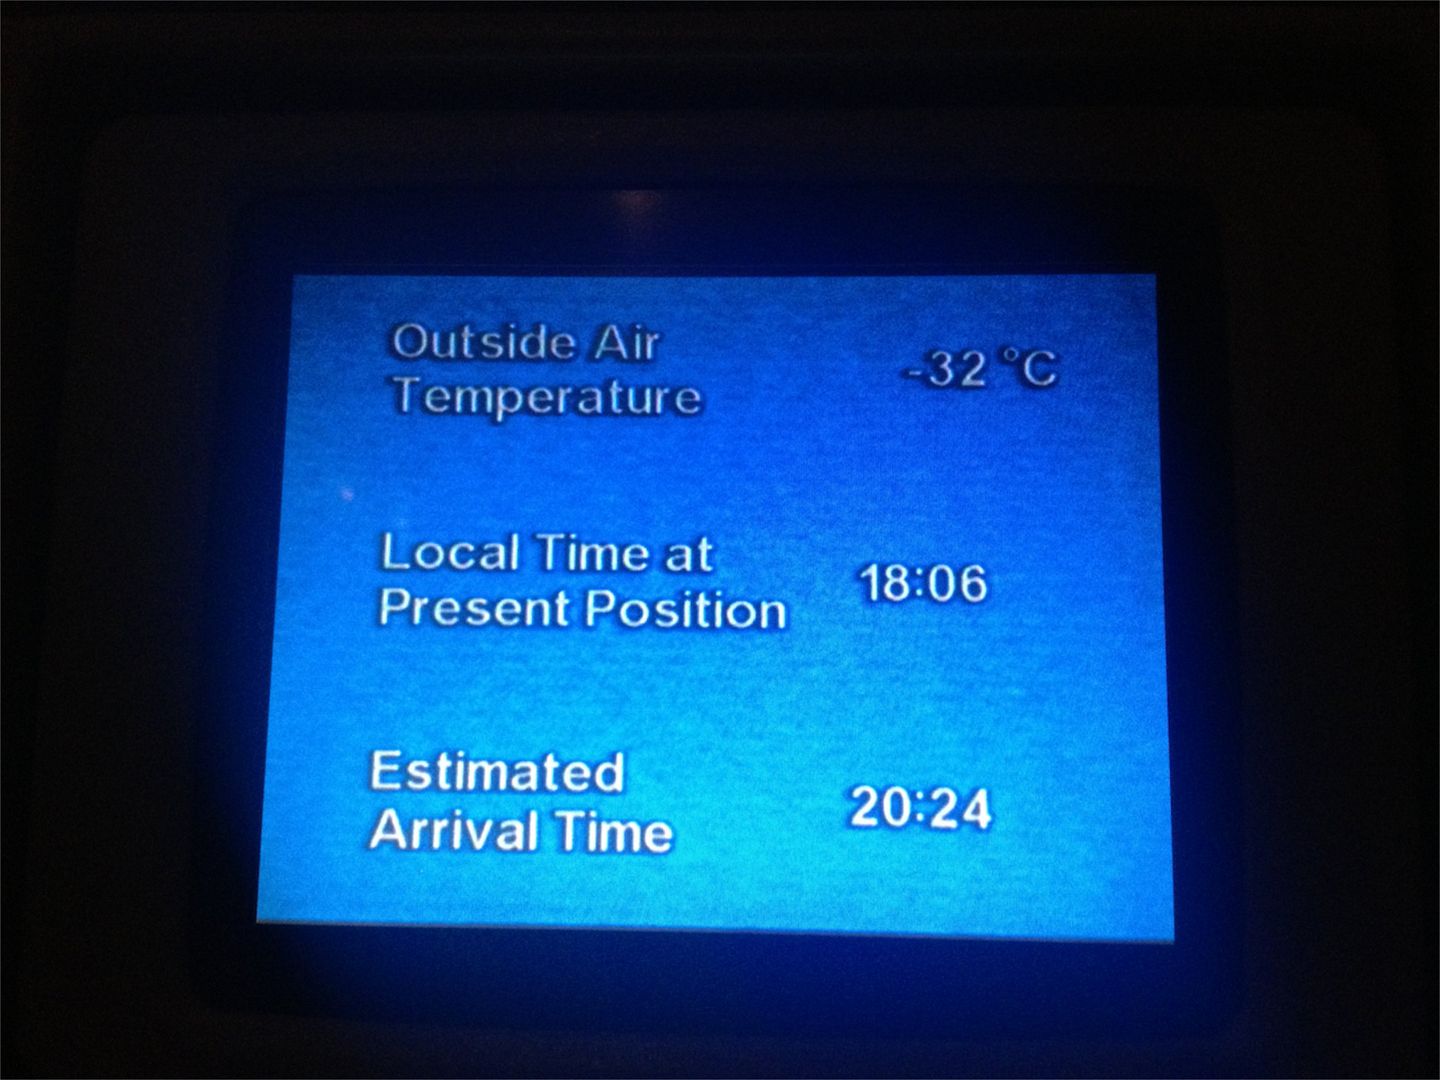 Outside Air
Temperature
-32 °C
Local Time at
Present Position
18:06
Estimated
Arrival Time
20:24